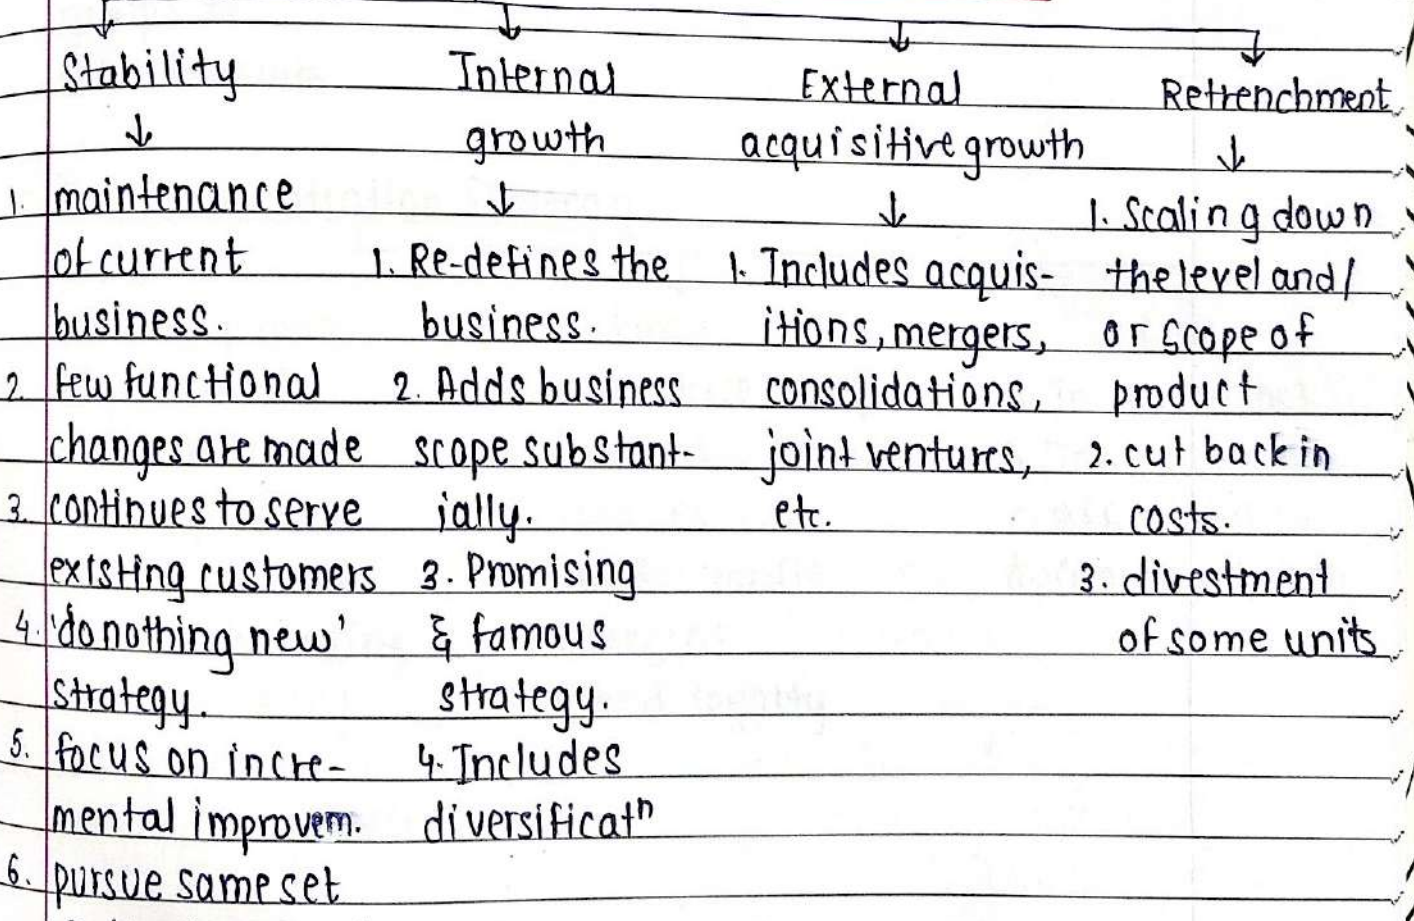 Stability
↓
1. maintenance
of current
business.
2. few functional
changes are made
3. continues to serve
existing customers
4. 'do nothing new'
strategy.
5. focus on incre-
mental improvem.
6. pursue same set
Internal
growth
↓
1. Re-defines the
business.
2. Adds business
scope substant-
ially.
3. Promising
& famous
strategy.
4. Includes
diversificatⁿ
External
acquisitive growth
↓
1. Includes acquis-
itions, mergers,
consolidations,
joint ventures,
etc.
Retrenchment
↓
1. Scaling down
the level and/
or scope of
product
2. cut back in
costs.
3. divestment
of some units